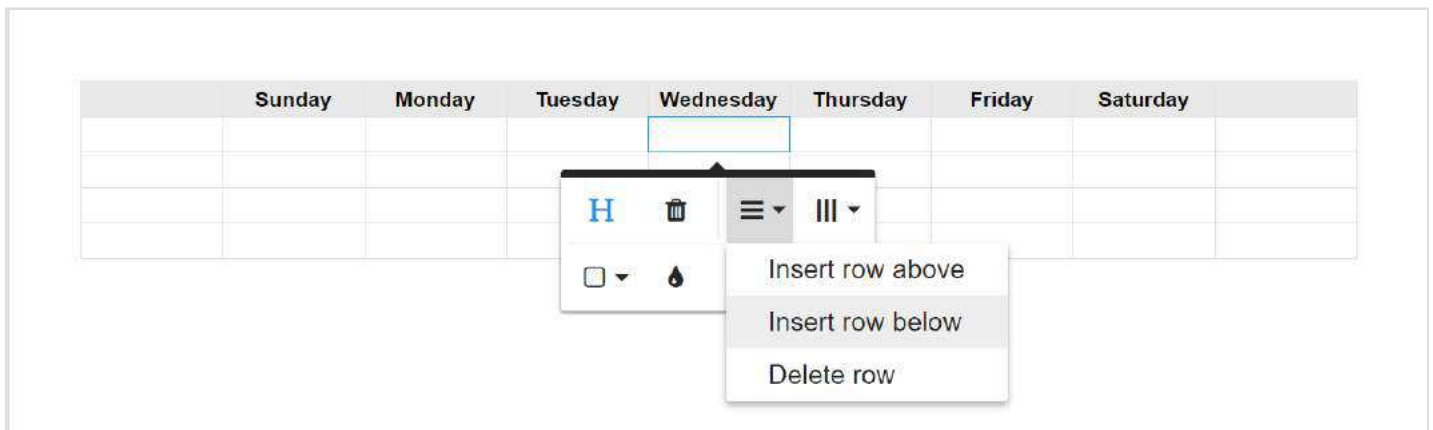 Sunday Monday Tuesday Wednesday Thursday Friday Saturday
H
Insert row above
Insert row below
Delete row